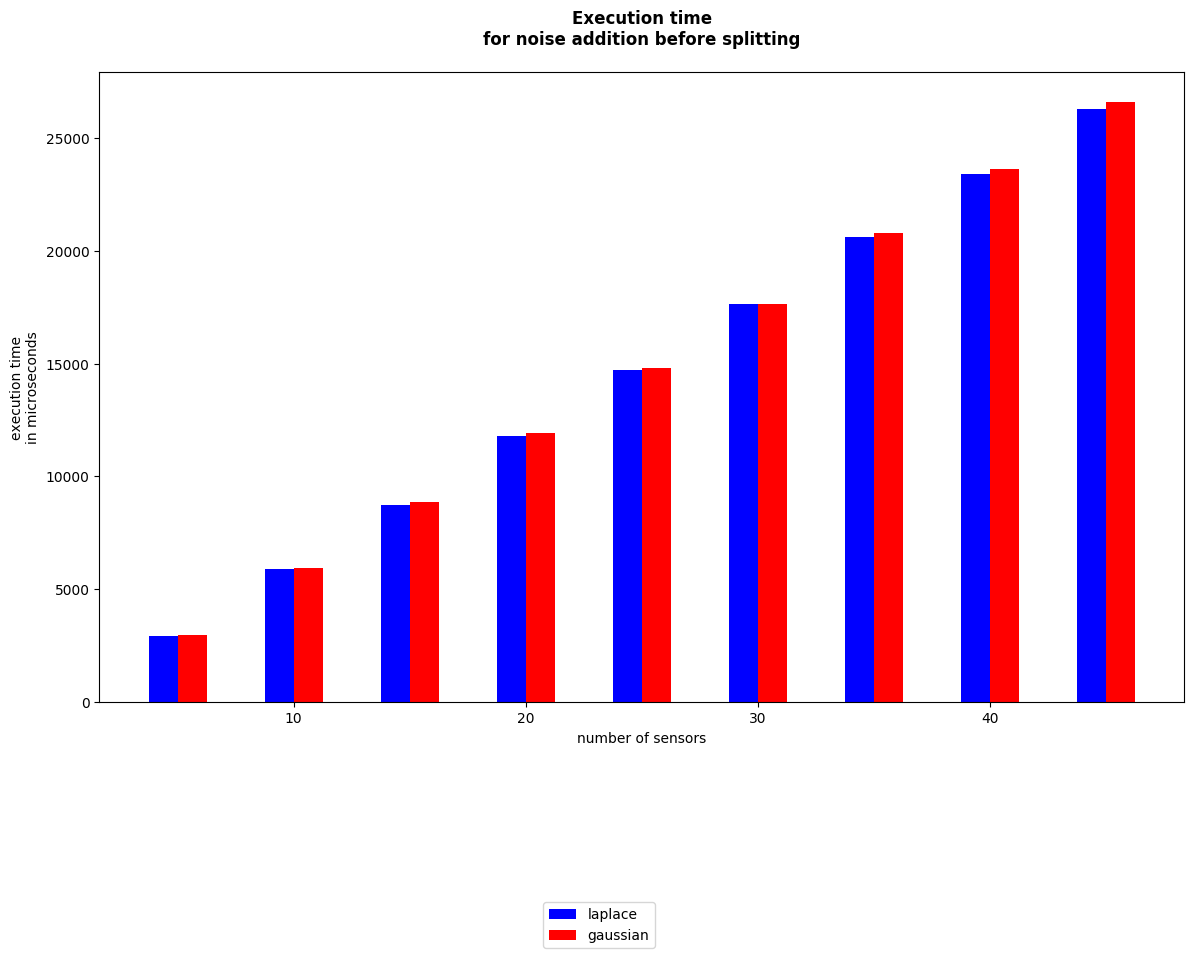 Execution time
for noise addition before splitting
execution time
in microseconds
25000
20000
15000
10000
5000
0
10
20
30
40
number of sensors
laplace
gaussian